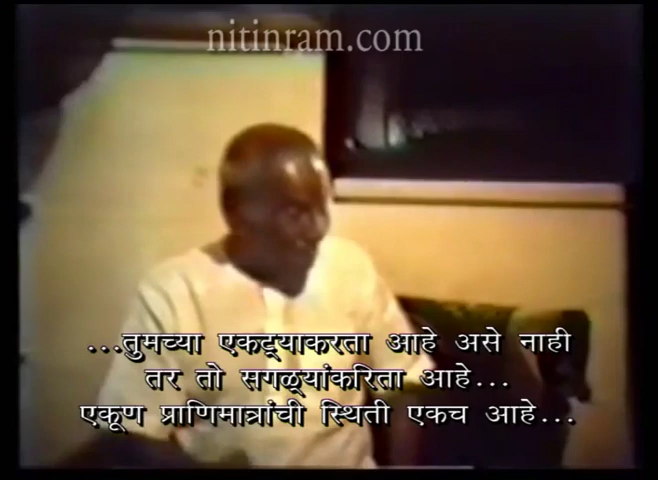 nitinram.com
...तुमच्या एकट्याकरता आहे असे नाही
तर तो सगळ्यांकरिता आहे...
एकूण प्राणिमात्रांची स्थिती एकच आहे...